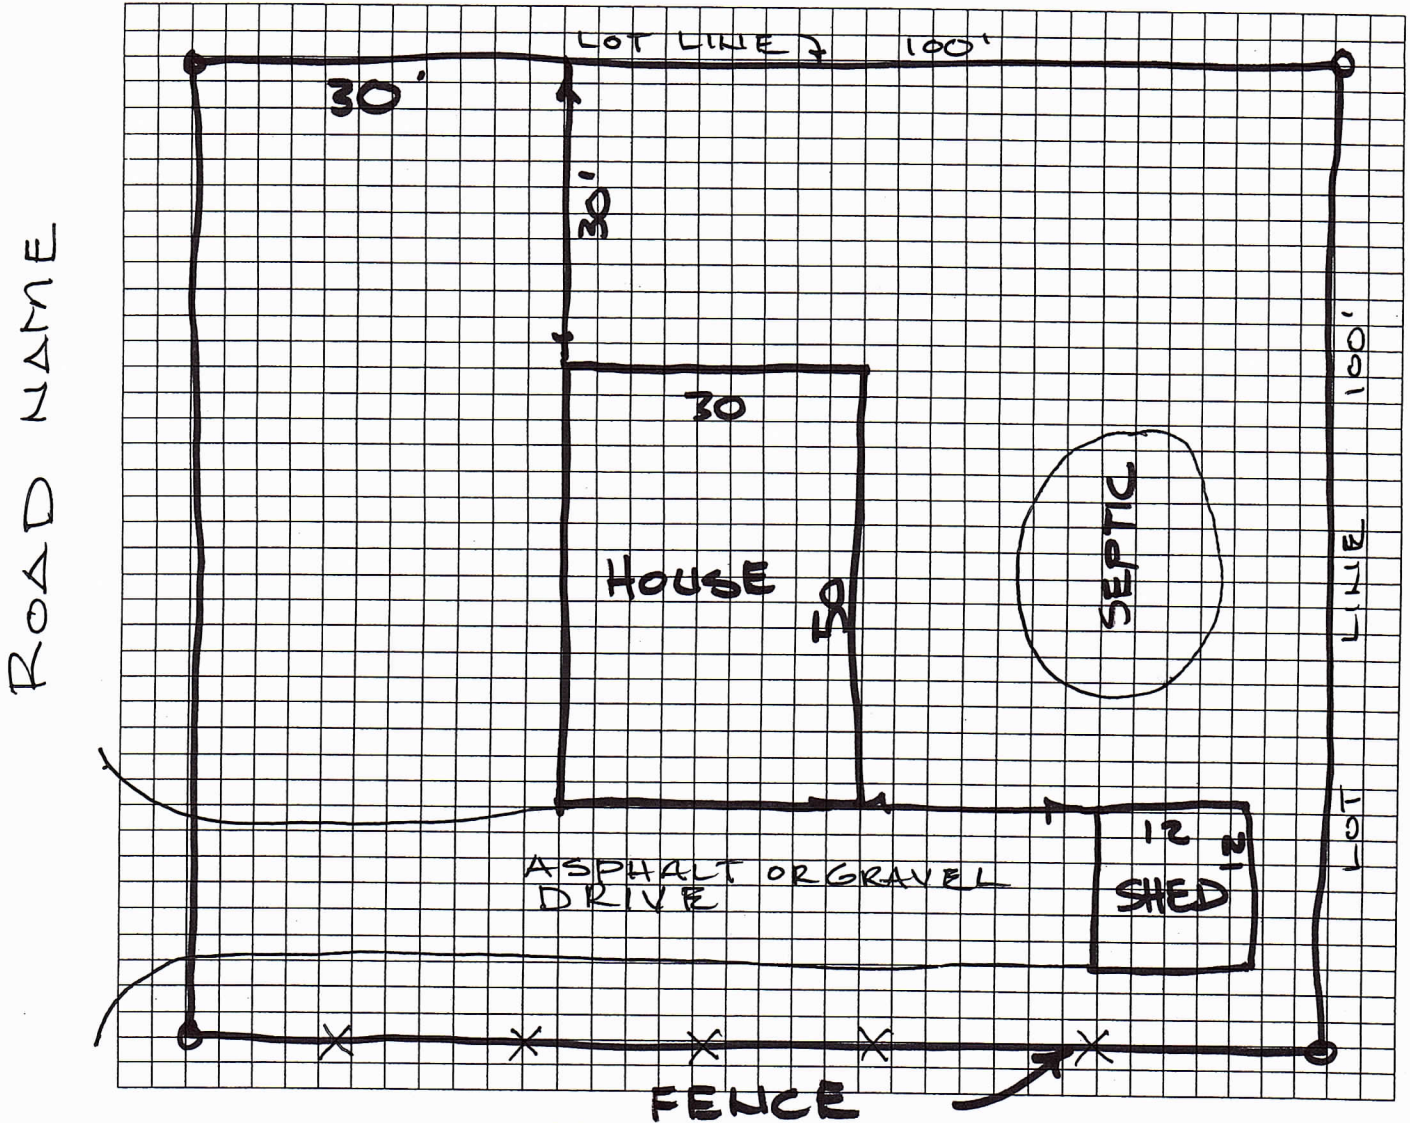 LOT LINE 100'
30'
30'
ROAD NAME
30
HOUSE
50
SEPTIC
LOT LINE 100'
12
12
SHED
ASPHALT OR GRAVEL
DRIVE
FENCE